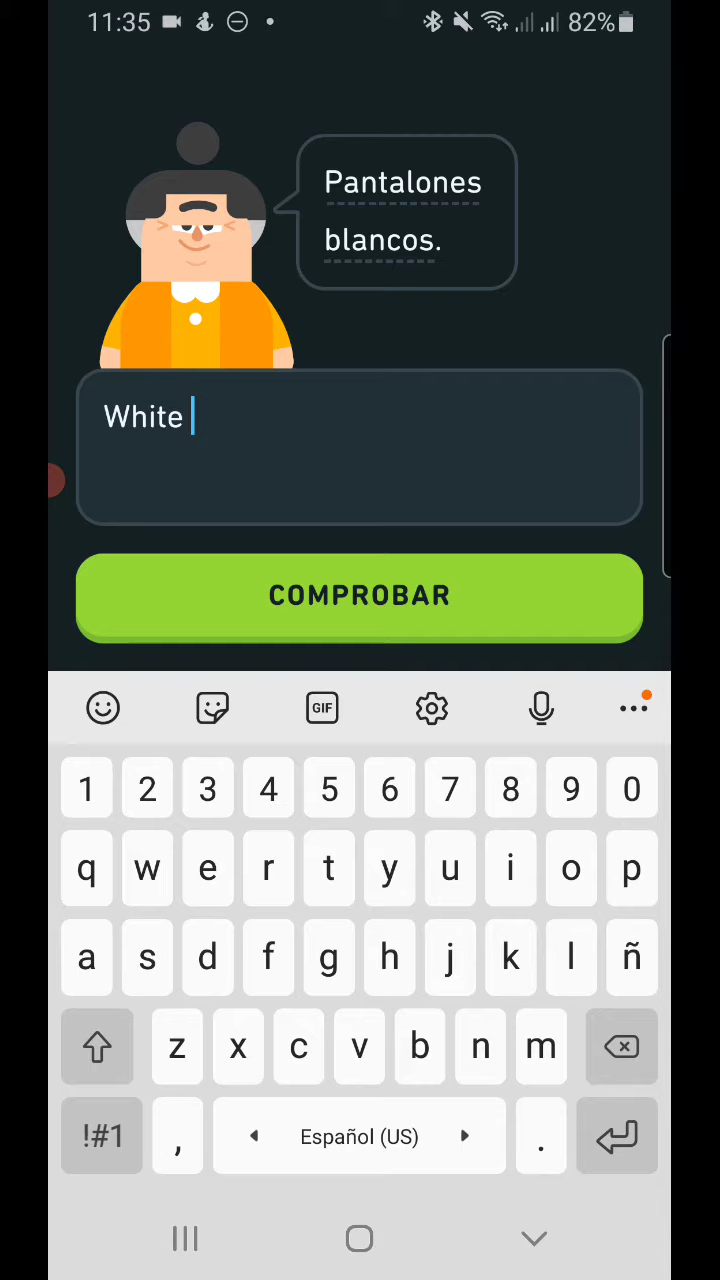 11:35 82%
Pantalones
blancos.
White
COMPROBAR
GIF
1 2 3 4 5 6 7 8 9 0
q w e r t y u i o p
a s d f g h j k l ñ
z x c v b n m
!#1 , Español (US) .